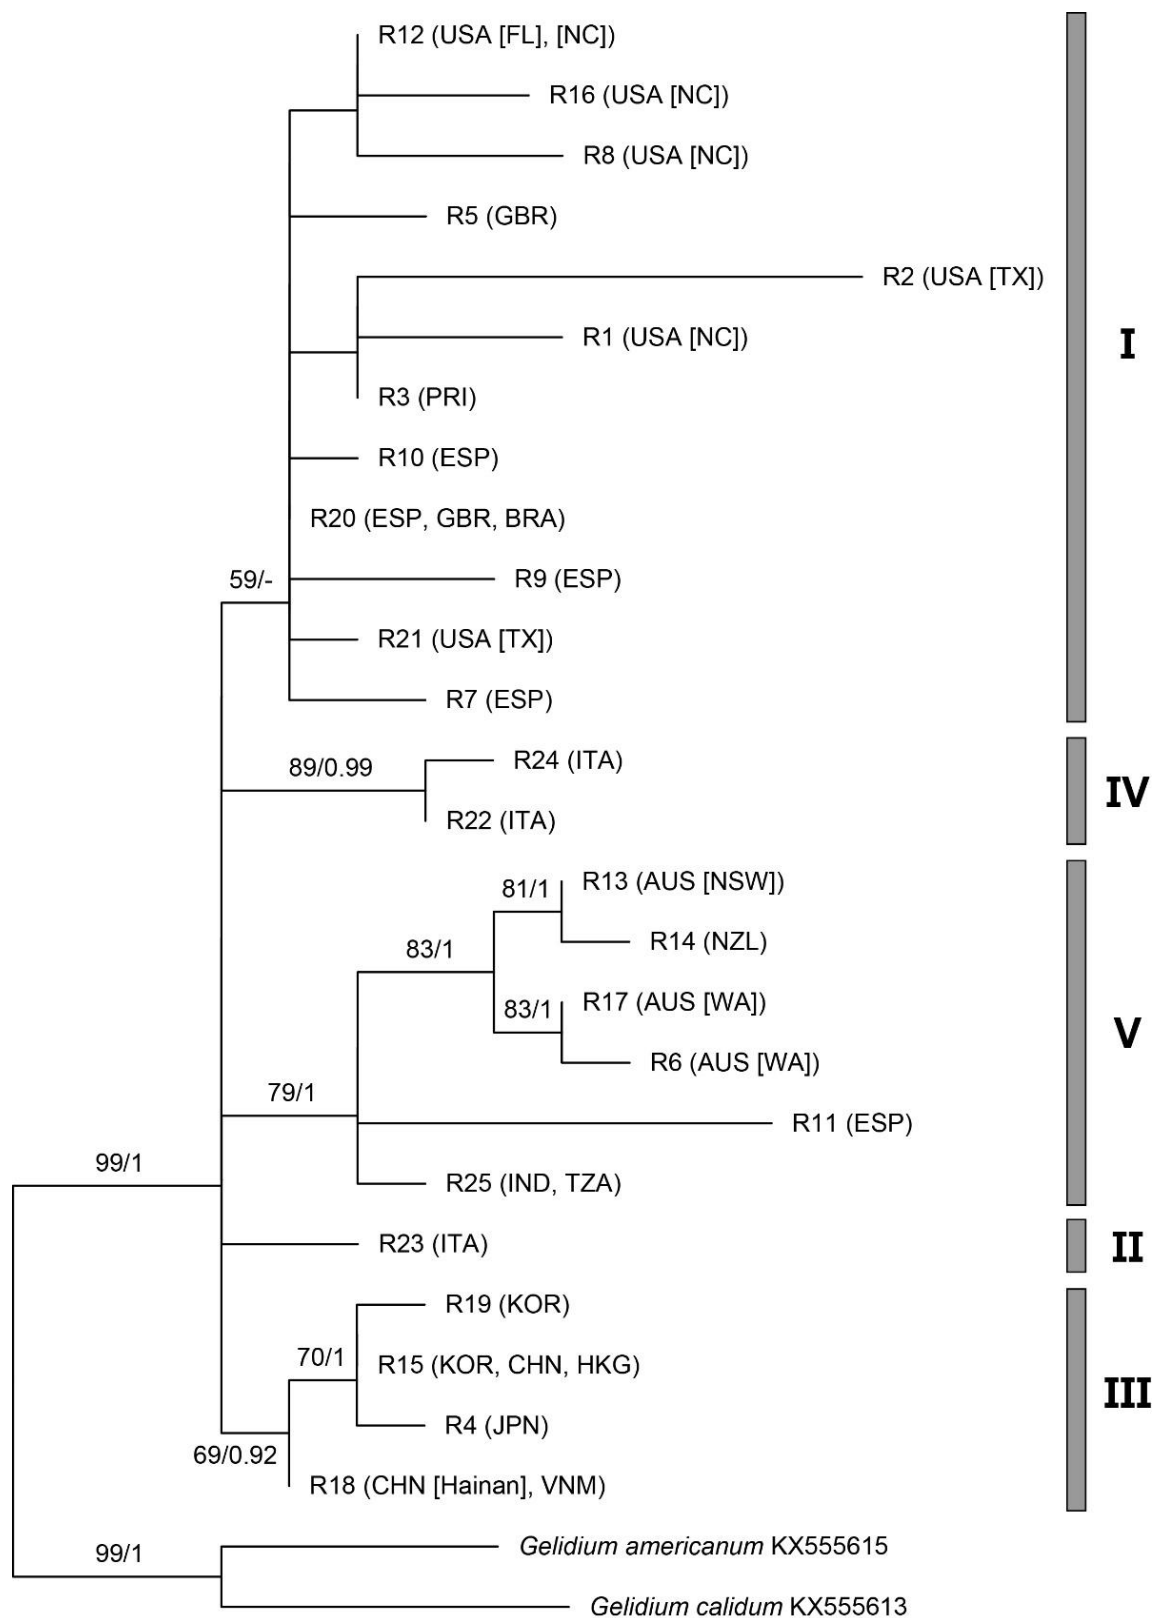 R12 (USA [FL], [NC])
R16 (USA [NC])
R8 (USA [NC])
R5 (GBR)
R2 (USA [TX])
R1 (USA [NC])
I
R3 (PRI)
R10 (ESP)
R20 (ESP, GBR, BRA)
59/-
R9 (ESP)
R21 (USA [TX])
R7 (ESP)
89/0.99
R24 (ITA)
IV
R22 (ITA)
81/1
R13 (AUS [NSW])
83/1
R14 (NZL)
83/1
R17 (AUS [WA])
V
R6 (AUS [WA])
79/1
R11 (ESP)
99/1
R25 (IND, TZA)
R23 (ITA)
II
R19 (KOR)
70/1
R15 (KOR, CHN, HKG)
III
R4 (JPN)
69/0.92
R18 (CHN [Hainan], VNM)
99/1
Gelidium americanum KX555615
Gelidium calidum KX555613